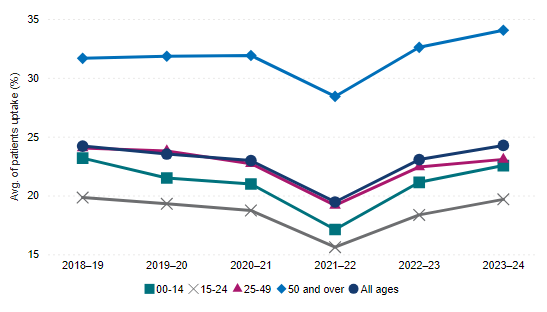 35
30
25
20
15
Avg. of patients uptake (%)
2018–19 2019–20 2020–21 2021–22 2022–23 2023–24
00-14 15-24 25-49 50 and over All ages